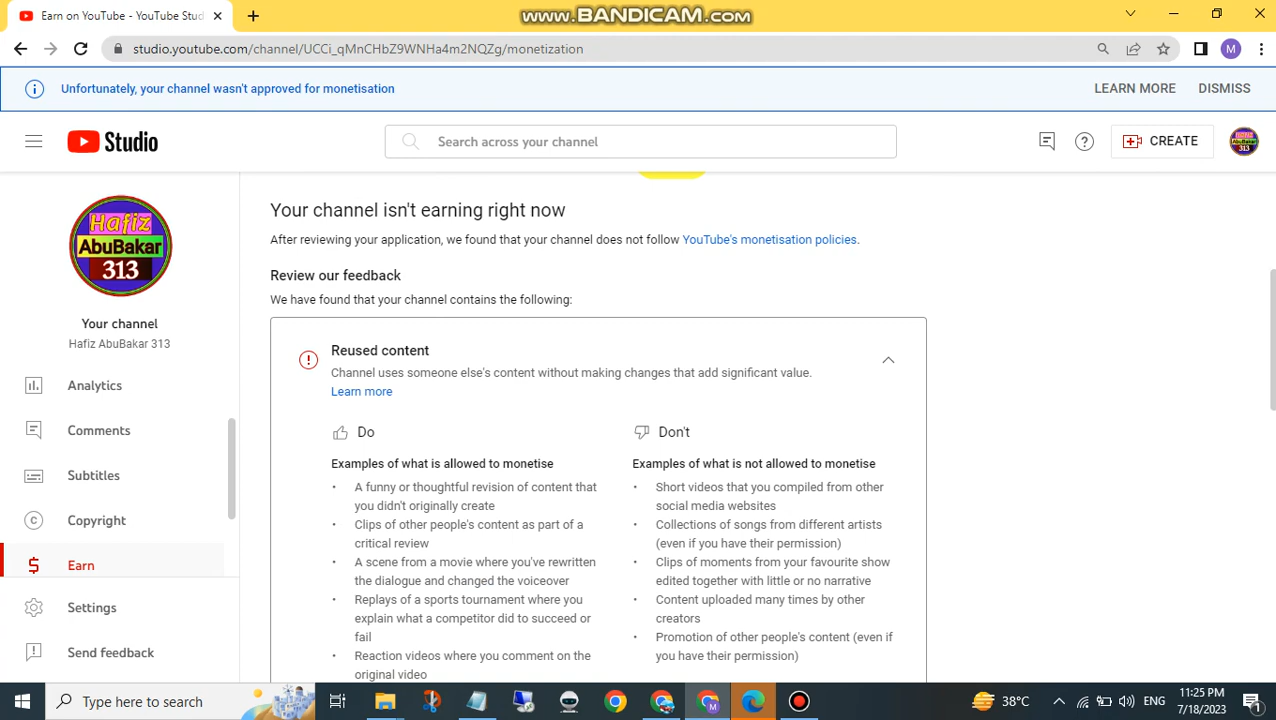 Earn on YouTube - YouTube Stud
www.BANDICAM.com
studio.youtube.com/channel/UCCi_qMnCHbZ9WNHa4m2NQZg/monetization
M
Unfortunately, your channel wasn't approved for monetisation
LEARN MORE
DISMISS
Studio
Search across your channel
CREATE
Hafiz
AbuBakar
313
Your channel
Hafiz AbuBakar 313
Analytics
Comments
Subtitles
Copyright
Earn
Settings
Send feedback
Your channel isn't earning right now
After reviewing your application, we found that your channel does not follow YouTube's monetisation policies.
Review our feedback
We have found that your channel contains the following:
Reused content
Channel uses someone else's content without making changes that add significant value.
Learn more
Do
Examples of what is allowed to monetise
• A funny or thoughtful revision of content that
you didn't originally create
• Clips of other people's content as part of a
critical review
• A scene from a movie where you've rewritten
the dialogue and changed the voiceover
• Replays of a sports tournament where you
explain what a competitor did to succeed or
fail
• Reaction videos where you comment on the
original video
Don't
Examples of what is not allowed to monetise
• Short videos that you compiled from other
social media websites
• Collections of songs from different artists
(even if you have their permission)
• Clips of moments from your favourite show
edited together with little or no narrative
• Content uploaded many times by other
creators
• Promotion of other people's content (even if
you have their permission)
Type here to search
38°C
ENG
11:25 PM
7/18/2023
1